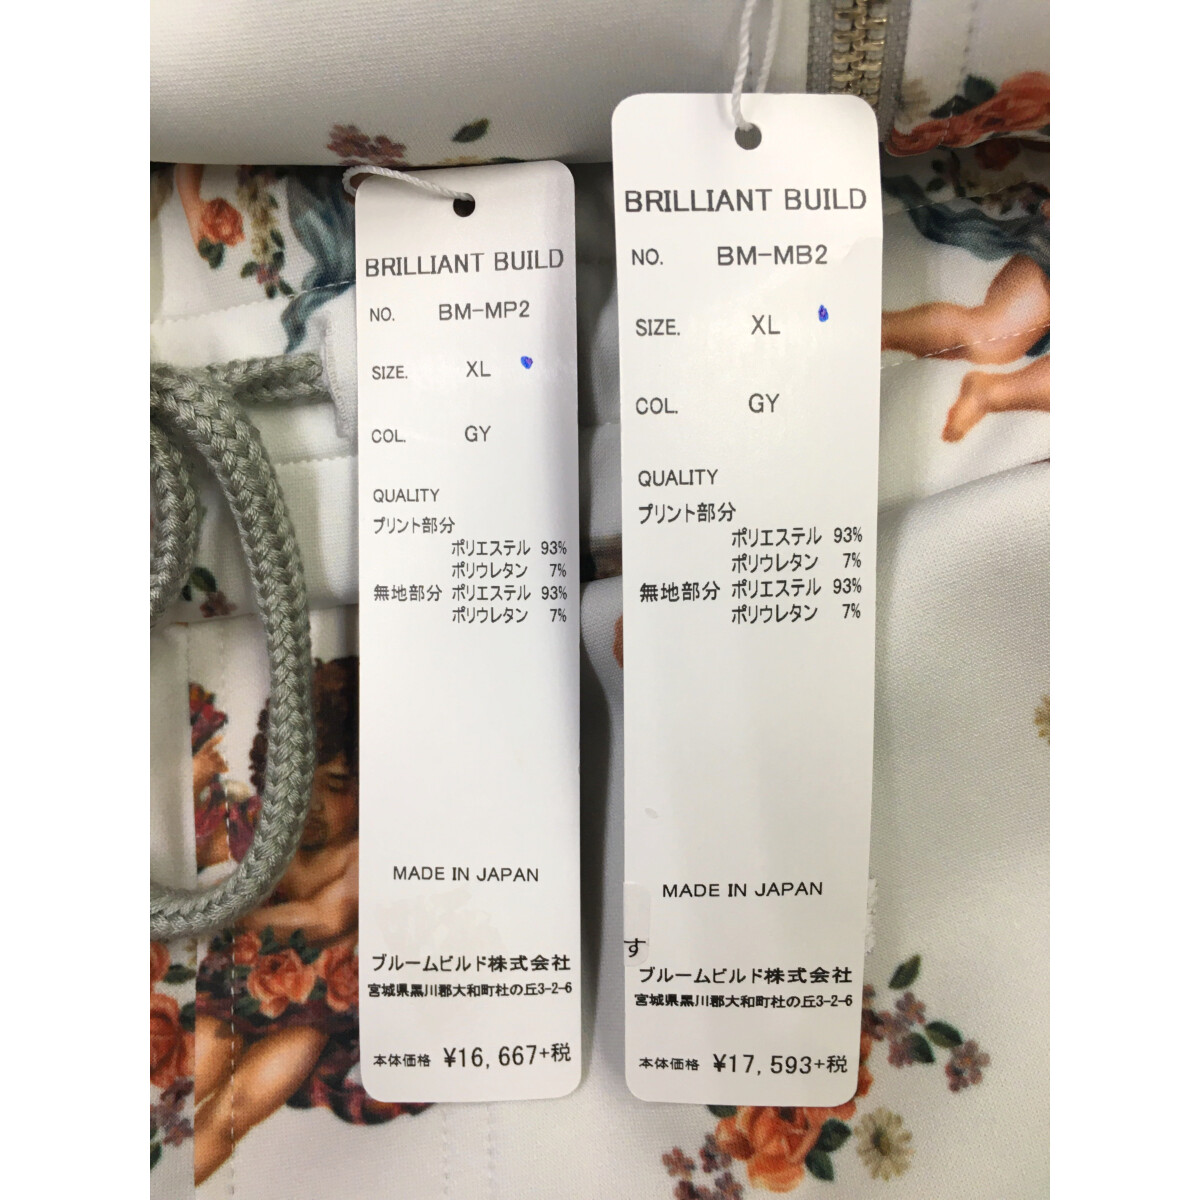 BRILLIANT BUILD
NO. BM-MP2
SIZE. XL
COL. GY
QUALITY
プリント部分
ポリエステル 93%
ポリウレタン 7%
無地部分 ポリエステル 93%
ポリウレタン 7%
MADE IN JAPAN
ブルームビルド株式会社
宮城県黒川郡大和町杜の丘3-2-6
本体価格 ¥16,667+税
BRILLIANT BUILD
NO. BM-MB2
SIZE. XL
COL. GY
QUALITY
プリント部分
ポリエステル 93%
ポリウレタン 7%
無地部分 ポリエステル 93%
ポリウレタン 7%
MADE IN JAPAN
す
ブルームビルド株式会社
宮城県黒川郡大和町杜の丘3-2-6
本体価格 ¥17,593+税